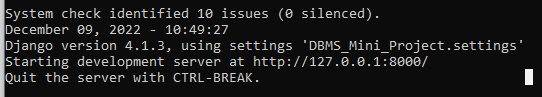 System check identified 10 issues (0 silenced).
December 09, 2022 - 10:49:27
Django version 4.1.3, using settings 'DBMS_Mini_Project.settings'
Starting development server at http://127.0.0.1:8000/
Quit the server with CTRL-BREAK.